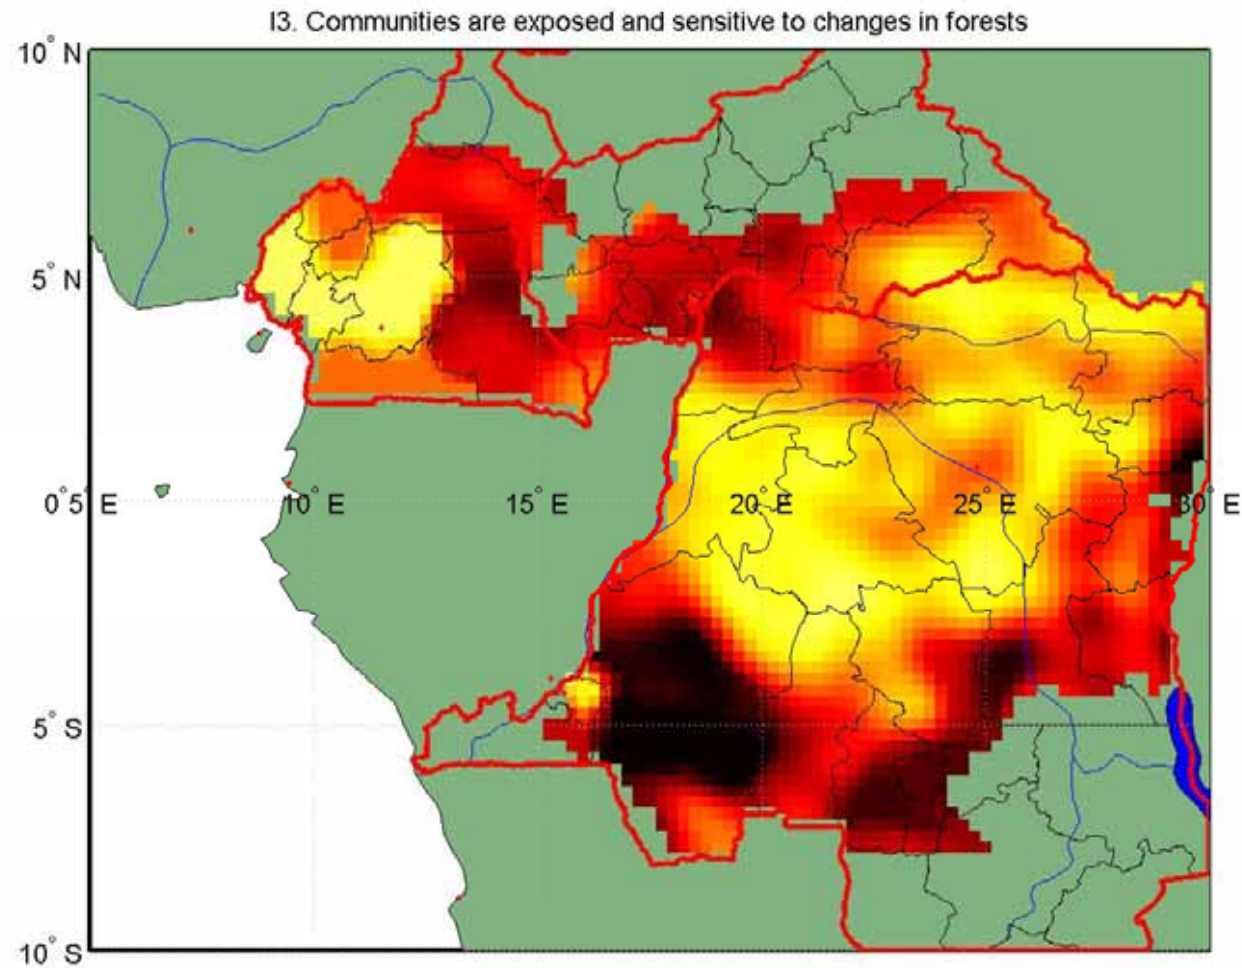 I3. Communities are exposed and sensitive to changes in forests
10° N
5° N
0° 5° E 10° E 15° E 20° E 25° E 30° E
5° S
10° S